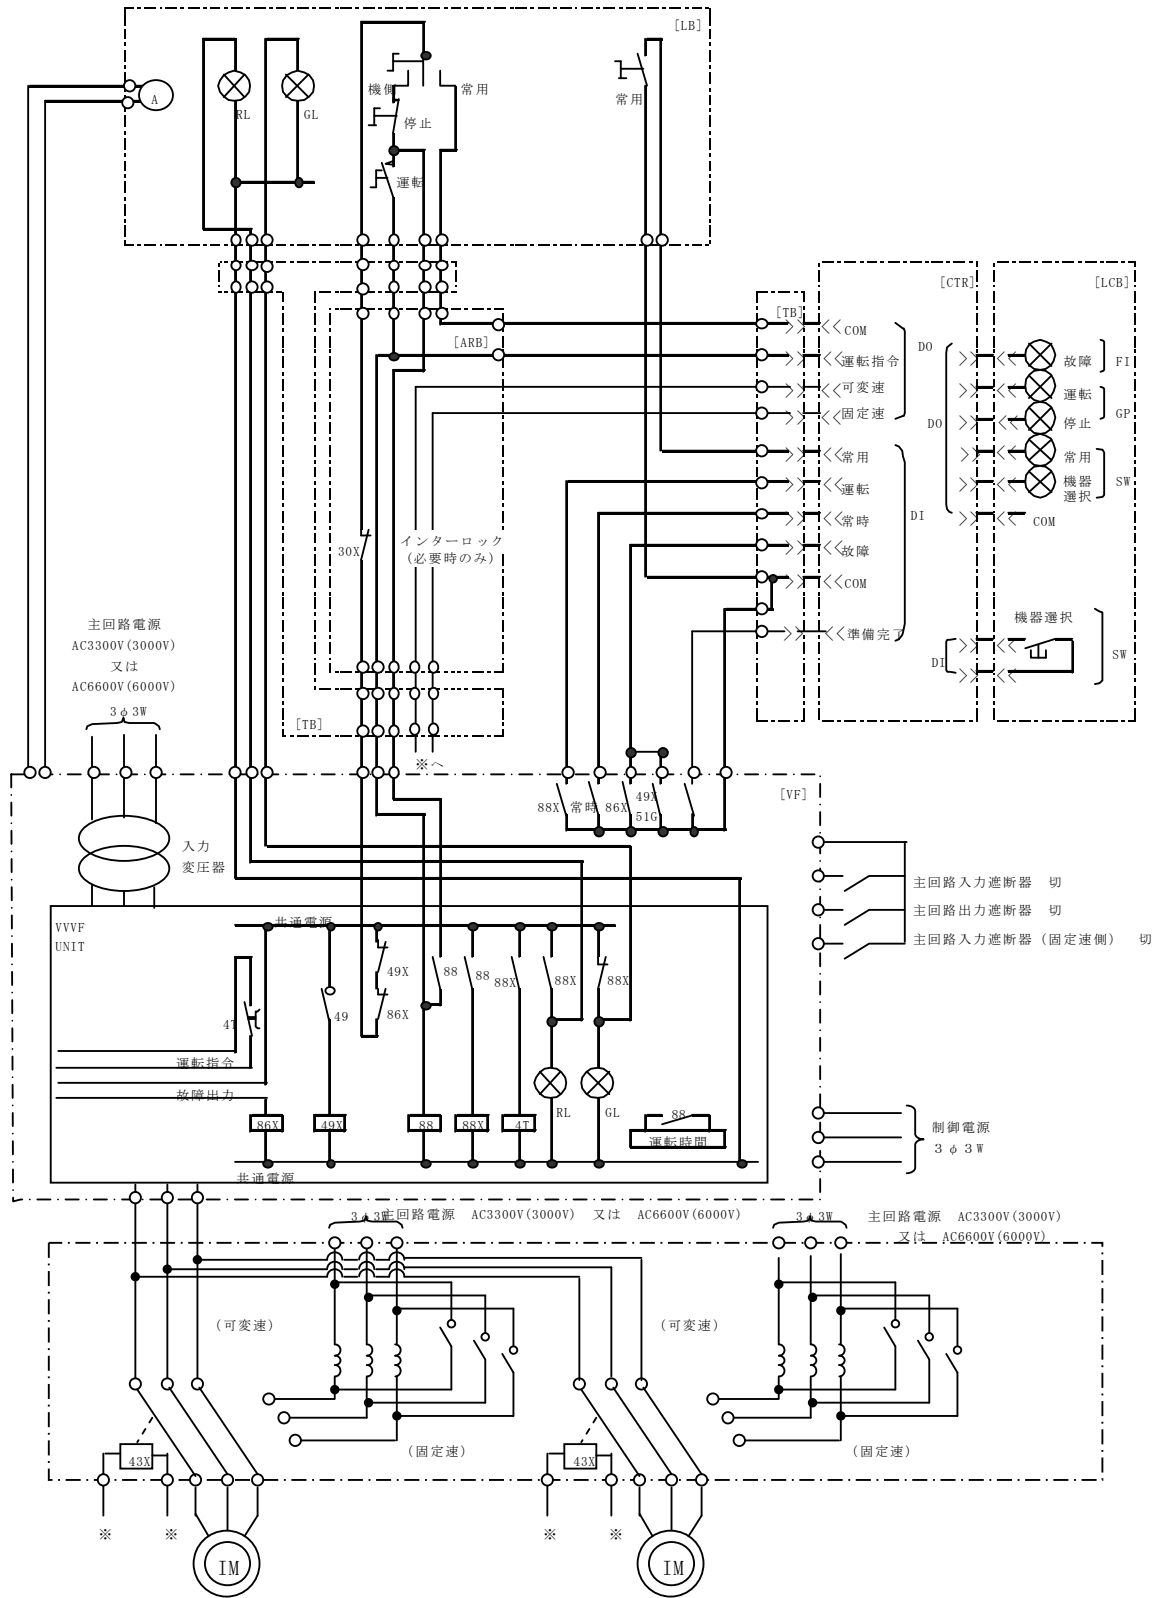 [LB]
A
RL
GL
機側
常用
停止
運転
常用
[TB]
[CTR]
[LCB]
[ARB]
COM
運転指令
可変速
固定速
DO
DO
故障
運転
停止
常用
機器
選択
COM
FI
GP
SW
常用
運転
常時
故障
COM
準備完了
DI
30X
インターロック
(必要時のみ)
機器選択
DI
SW
主回路電源
AC3300V(3000V)
又は
AC6600V(6000V)
3φ3W
[TB]
※へ
[VF]
88X
常時
86X
49X
51G
入力
変圧器
主回路入力遮断器 切
主回路出力遮断器 切
主回路入力遮断器(固定速側) 切
VVVF
UNIT
共通電源
4T
49
49X
86X
88
88
88X
88X
88X
運転指令
故障出力
RL
GL
86X
49X
88
88X
4T
88
運転時間
共通電源
制御電源
3φ3W
3φ3W
主回路電源 AC3300V(3000V) 又は AC6600V(6000V)
3φ3W
主回路電源 AC3300V(3000V)
又は AC6600V(6000V)
(可変速)
(可変速)
(固定速)
(固定速)
43X
43X
※
※
※
※
IM
IM